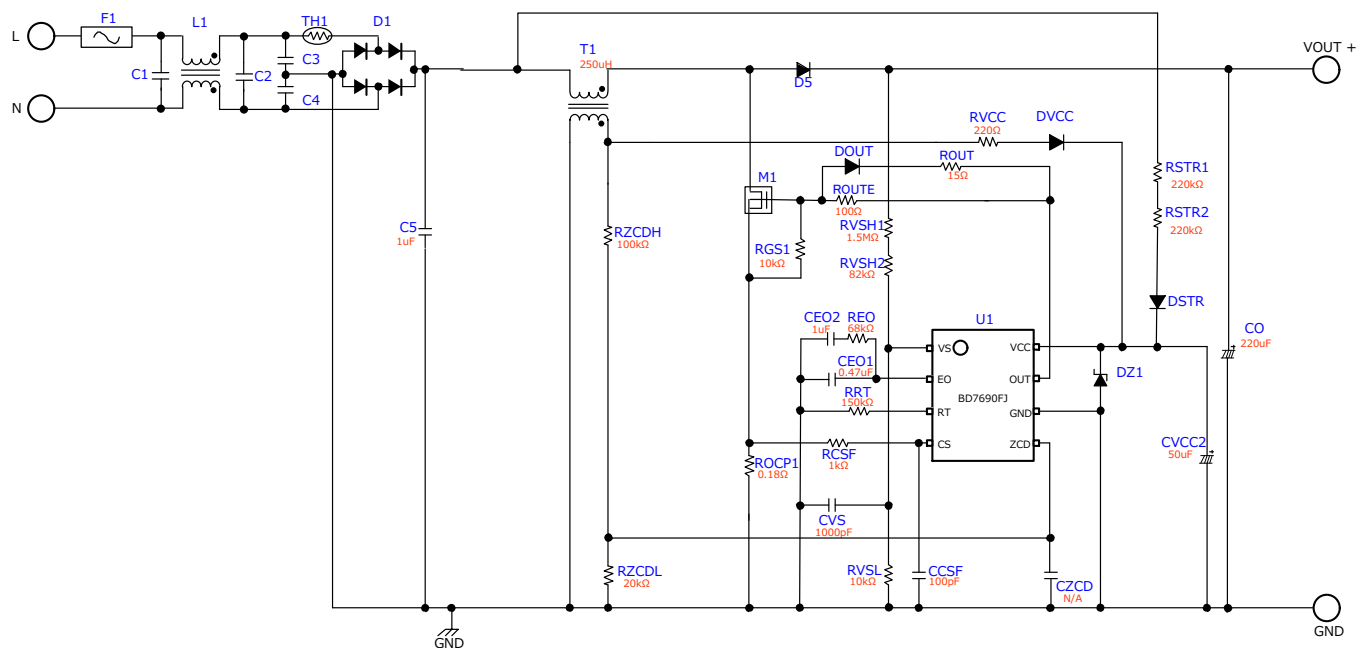 F1
L1
TH1
D1
L
C3
C1
C2
C4
N
T1
250uH
D5
VOUT +
RVCC
220Ω
DVCC
DOUT
ROUT
15Ω
RSTR1
220kΩ
M1
ROUTE
100Ω
RSTR2
220kΩ
C5
1uF
RZCDH
100kΩ
RVSH1
1.5MΩ
RGS1
10kΩ
RVSH2
82kΩ
DSTR
CEO2
1uF
REO
68kΩ
U1
CO
220uF
VS
VCC
CEO1
0.47uF
EO
OUT
DZ1
RRT
150kΩ
BD7690FJ
RT
GND
CS
ZCD
CVCC2
50uF
ROCP1
0.18Ω
RCSF
1kΩ
CVS
1000pF
RZCDL
20kΩ
RVSL
10kΩ
CCSF
100pF
CZCD
N/A
GND
GND